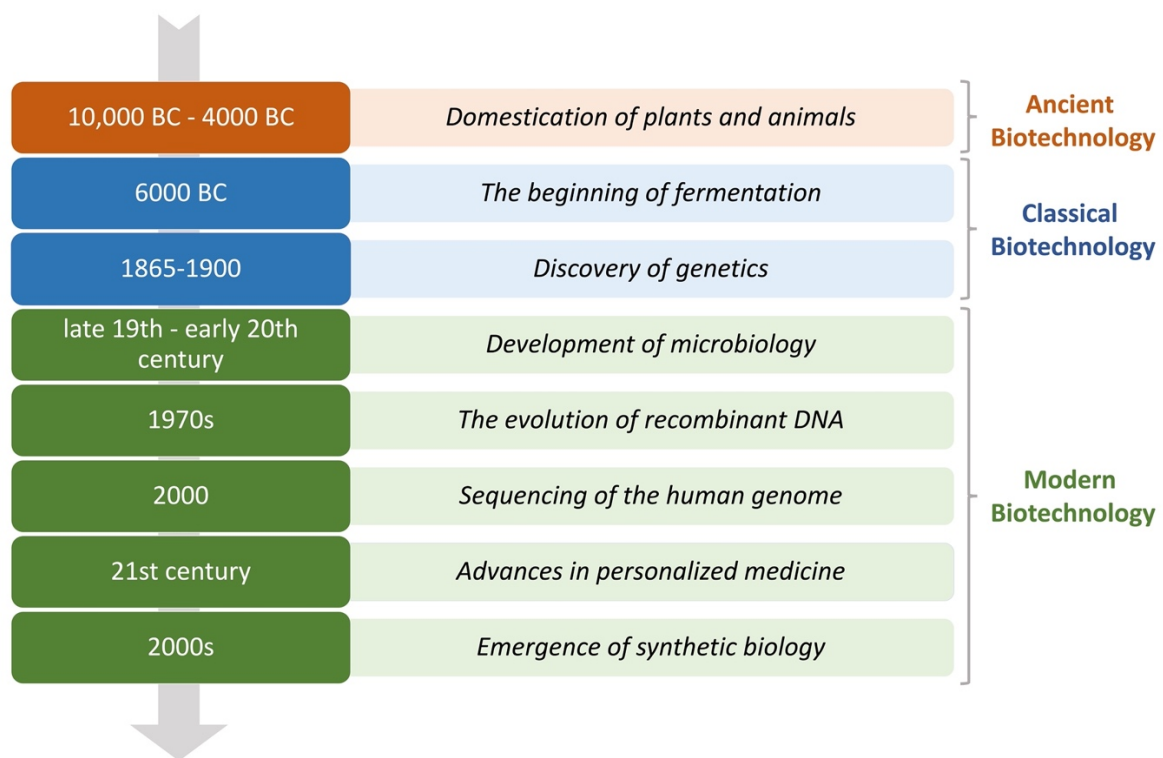 10,000 BC - 4000 BC
Domestication of plants and animals
Ancient
Biotechnology
6000 BC
The beginning of fermentation
1865-1900
Discovery of genetics
Classical
Biotechnology
late 19th - early 20th
century
Development of microbiology
1970s
The evolution of recombinant DNA
2000
Sequencing of the human genome
21st century
Advances in personalized medicine
2000s
Emergence of synthetic biology
Modern
Biotechnology